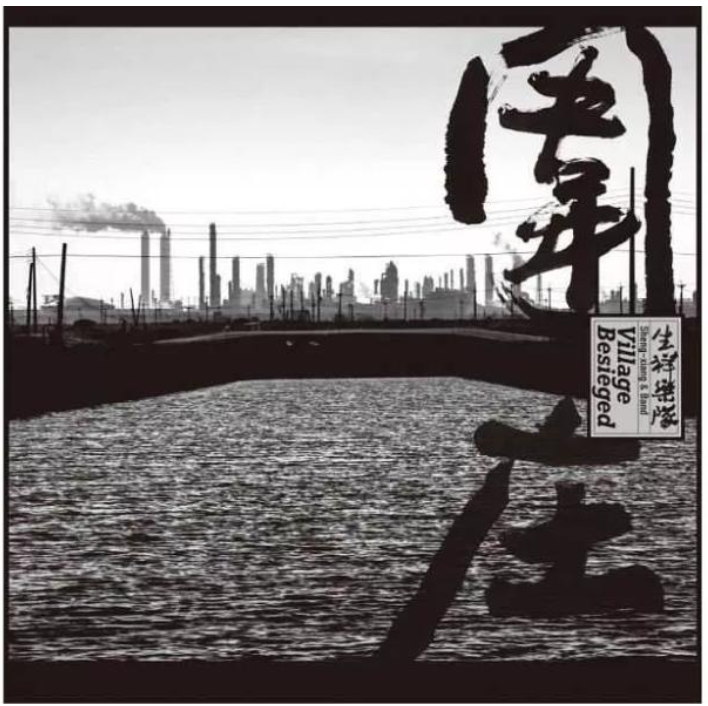 圍庄
生祥樂隊
Sheng-xiang & Band
Village
Besieged